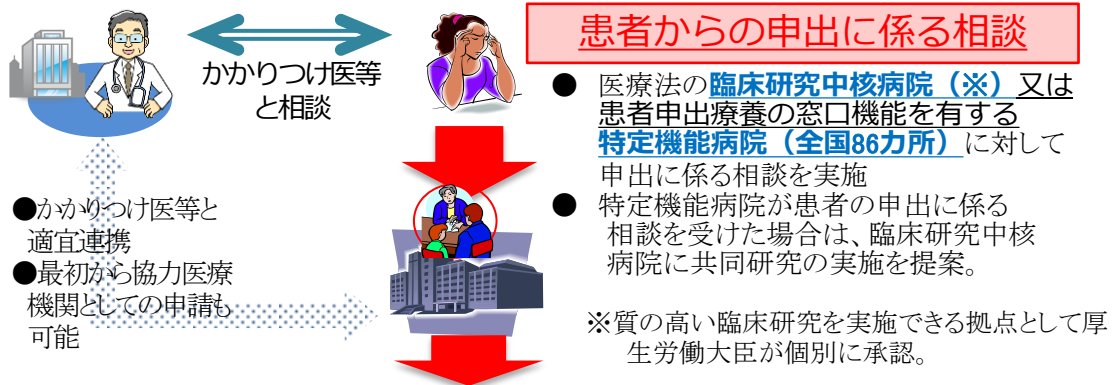 患者からの申出に係る相談
かかりつけ医等
と相談
● 医療法の臨床研究中核病院（※）又は
患者申出療養の窓口機能を有する
特定機能病院（全国86カ所）に対して
申出に係る相談を実施
● 特定機能病院が患者の申出に係る
相談を受けた場合は、臨床研究中核
病院に共同研究の実施を提案。
※質の高い臨床研究を実施できる拠点として厚
生労働大臣が個別に承認。
●かかりつけ医等と
適宜連携
●最初から協力医療
機関としての申請も
可能